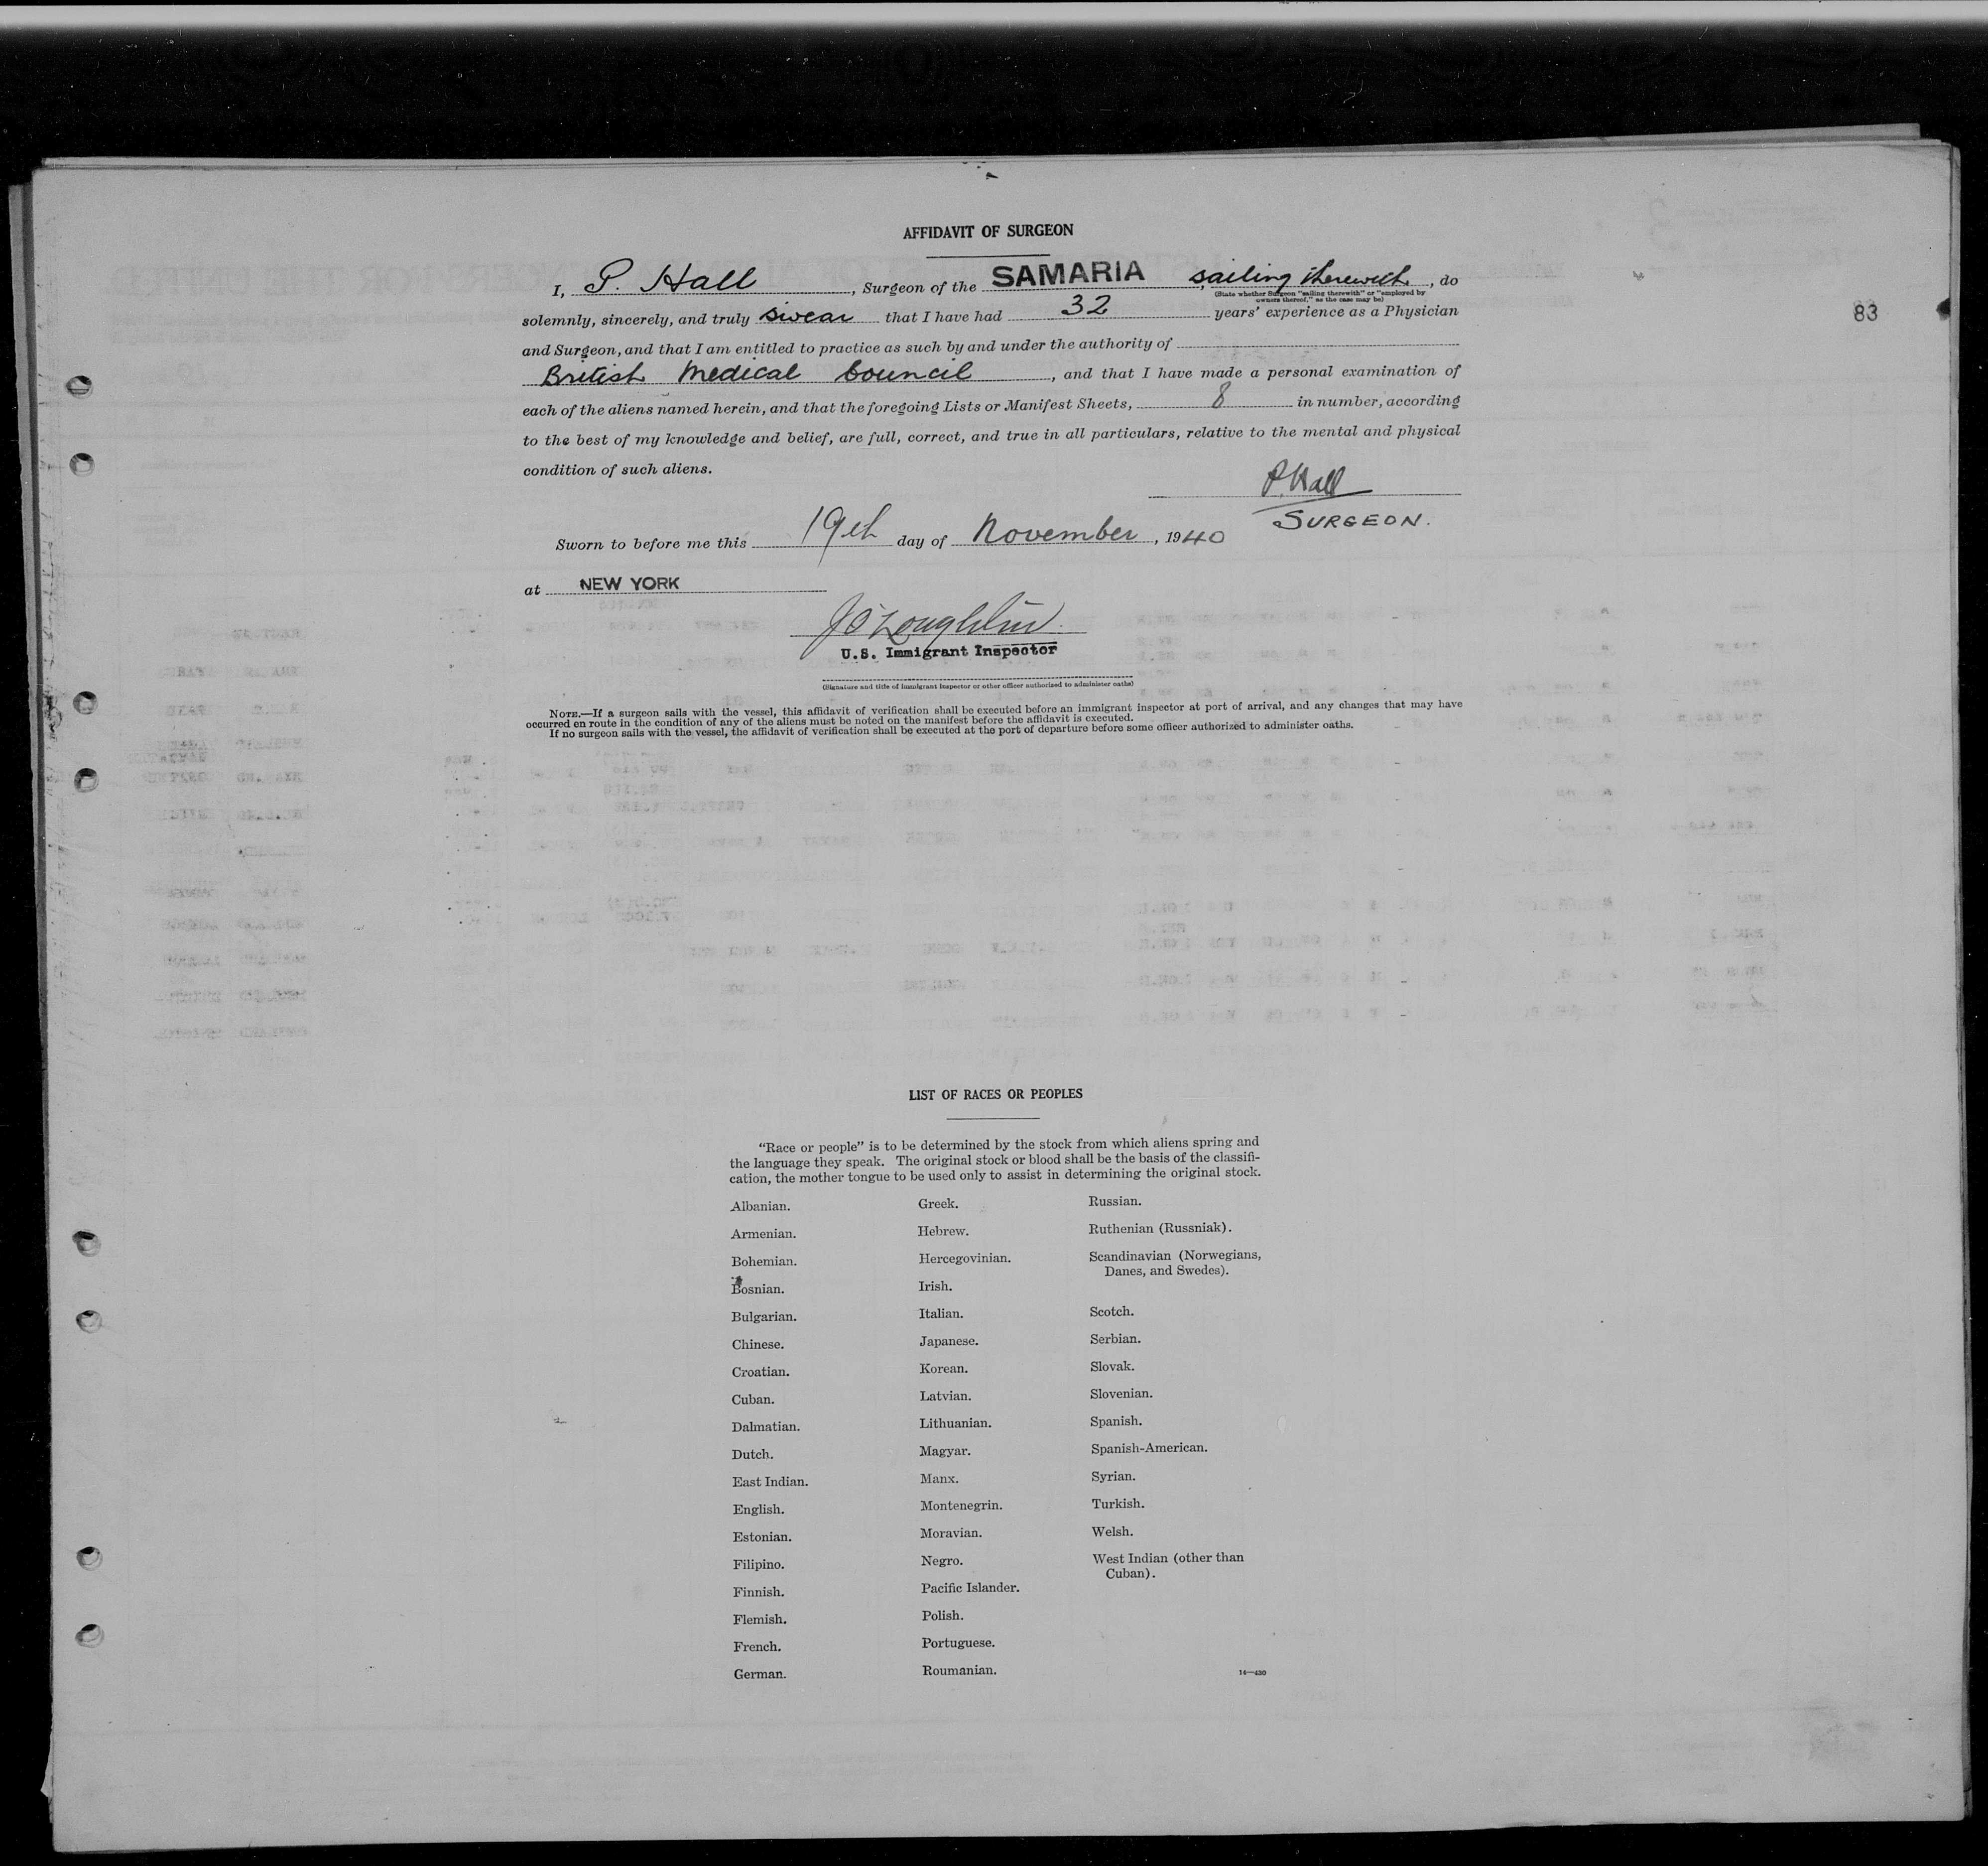 AFFIDAVIT OF SURGEON
I, P. Hall, Surgeon of the SAMARIA, sailing therewith, do
(State whether Surgeon "sailing therewith" or "employed by
owners thereof," as the case may be)
83
solemnly, sincerely, and truly swear that I have had 32 years' experience as a Physician
and Surgeon, and that I am entitled to practice as such by and under the authority of
British Medical Council, and that I have made a personal examination of
each of the aliens named herein, and that the foregoing Lists or Manifest Sheets, 8 in number, according
to the best of my knowledge and belief, are full, correct, and true in all particulars, relative to the mental and physical
condition of such aliens.
P. Hall
SURGEON.
Sworn to before me this 19th day of November, 1940
at NEW YORK
J O'Loughlin
U.S. Immigrant Inspector
(Signature and title of immigrant inspector or other officer authorized to administer oaths)
NOTE.—If a surgeon sails with the vessel, this affidavit of verification shall be executed before an immigrant inspector at port of arrival, and any changes that may have
occurred en route in the condition of any of the aliens must be noted on the manifest before the affidavit is executed.
If no surgeon sails with the vessel, the affidavit of verification shall be executed at the port of departure before some officer authorized to administer oaths.
LIST OF RACES OR PEOPLES
"Race or people" is to be determined by the stock from which aliens spring and
the language they speak. The original stock or blood shall be the basis of the classifi-
cation, the mother tongue to be used only to assist in determining the original stock.
Albanian.
Armenian.
Bohemian.
Bosnian.
Bulgarian.
Chinese.
Croatian.
Cuban.
Dalmatian.
Dutch.
East Indian.
English.
Estonian.
Filipino.
Finnish.
Flemish.
French.
German.
Greek.
Hebrew.
Hercegovinian.
Irish.
Italian.
Japanese.
Korean.
Latvian.
Lithuanian.
Magyar.
Manx.
Montenegrin.
Moravian.
Negro.
Pacific Islander.
Polish.
Portuguese.
Roumanian.
Russian.
Ruthenian (Russniak).
Scandinavian (Norwegians,
Danes, and Swedes).
Scotch.
Serbian.
Slovak.
Slovenian.
Spanish.
Spanish-American.
Syrian.
Turkish.
Welsh.
West Indian (other than
Cuban).
14—430